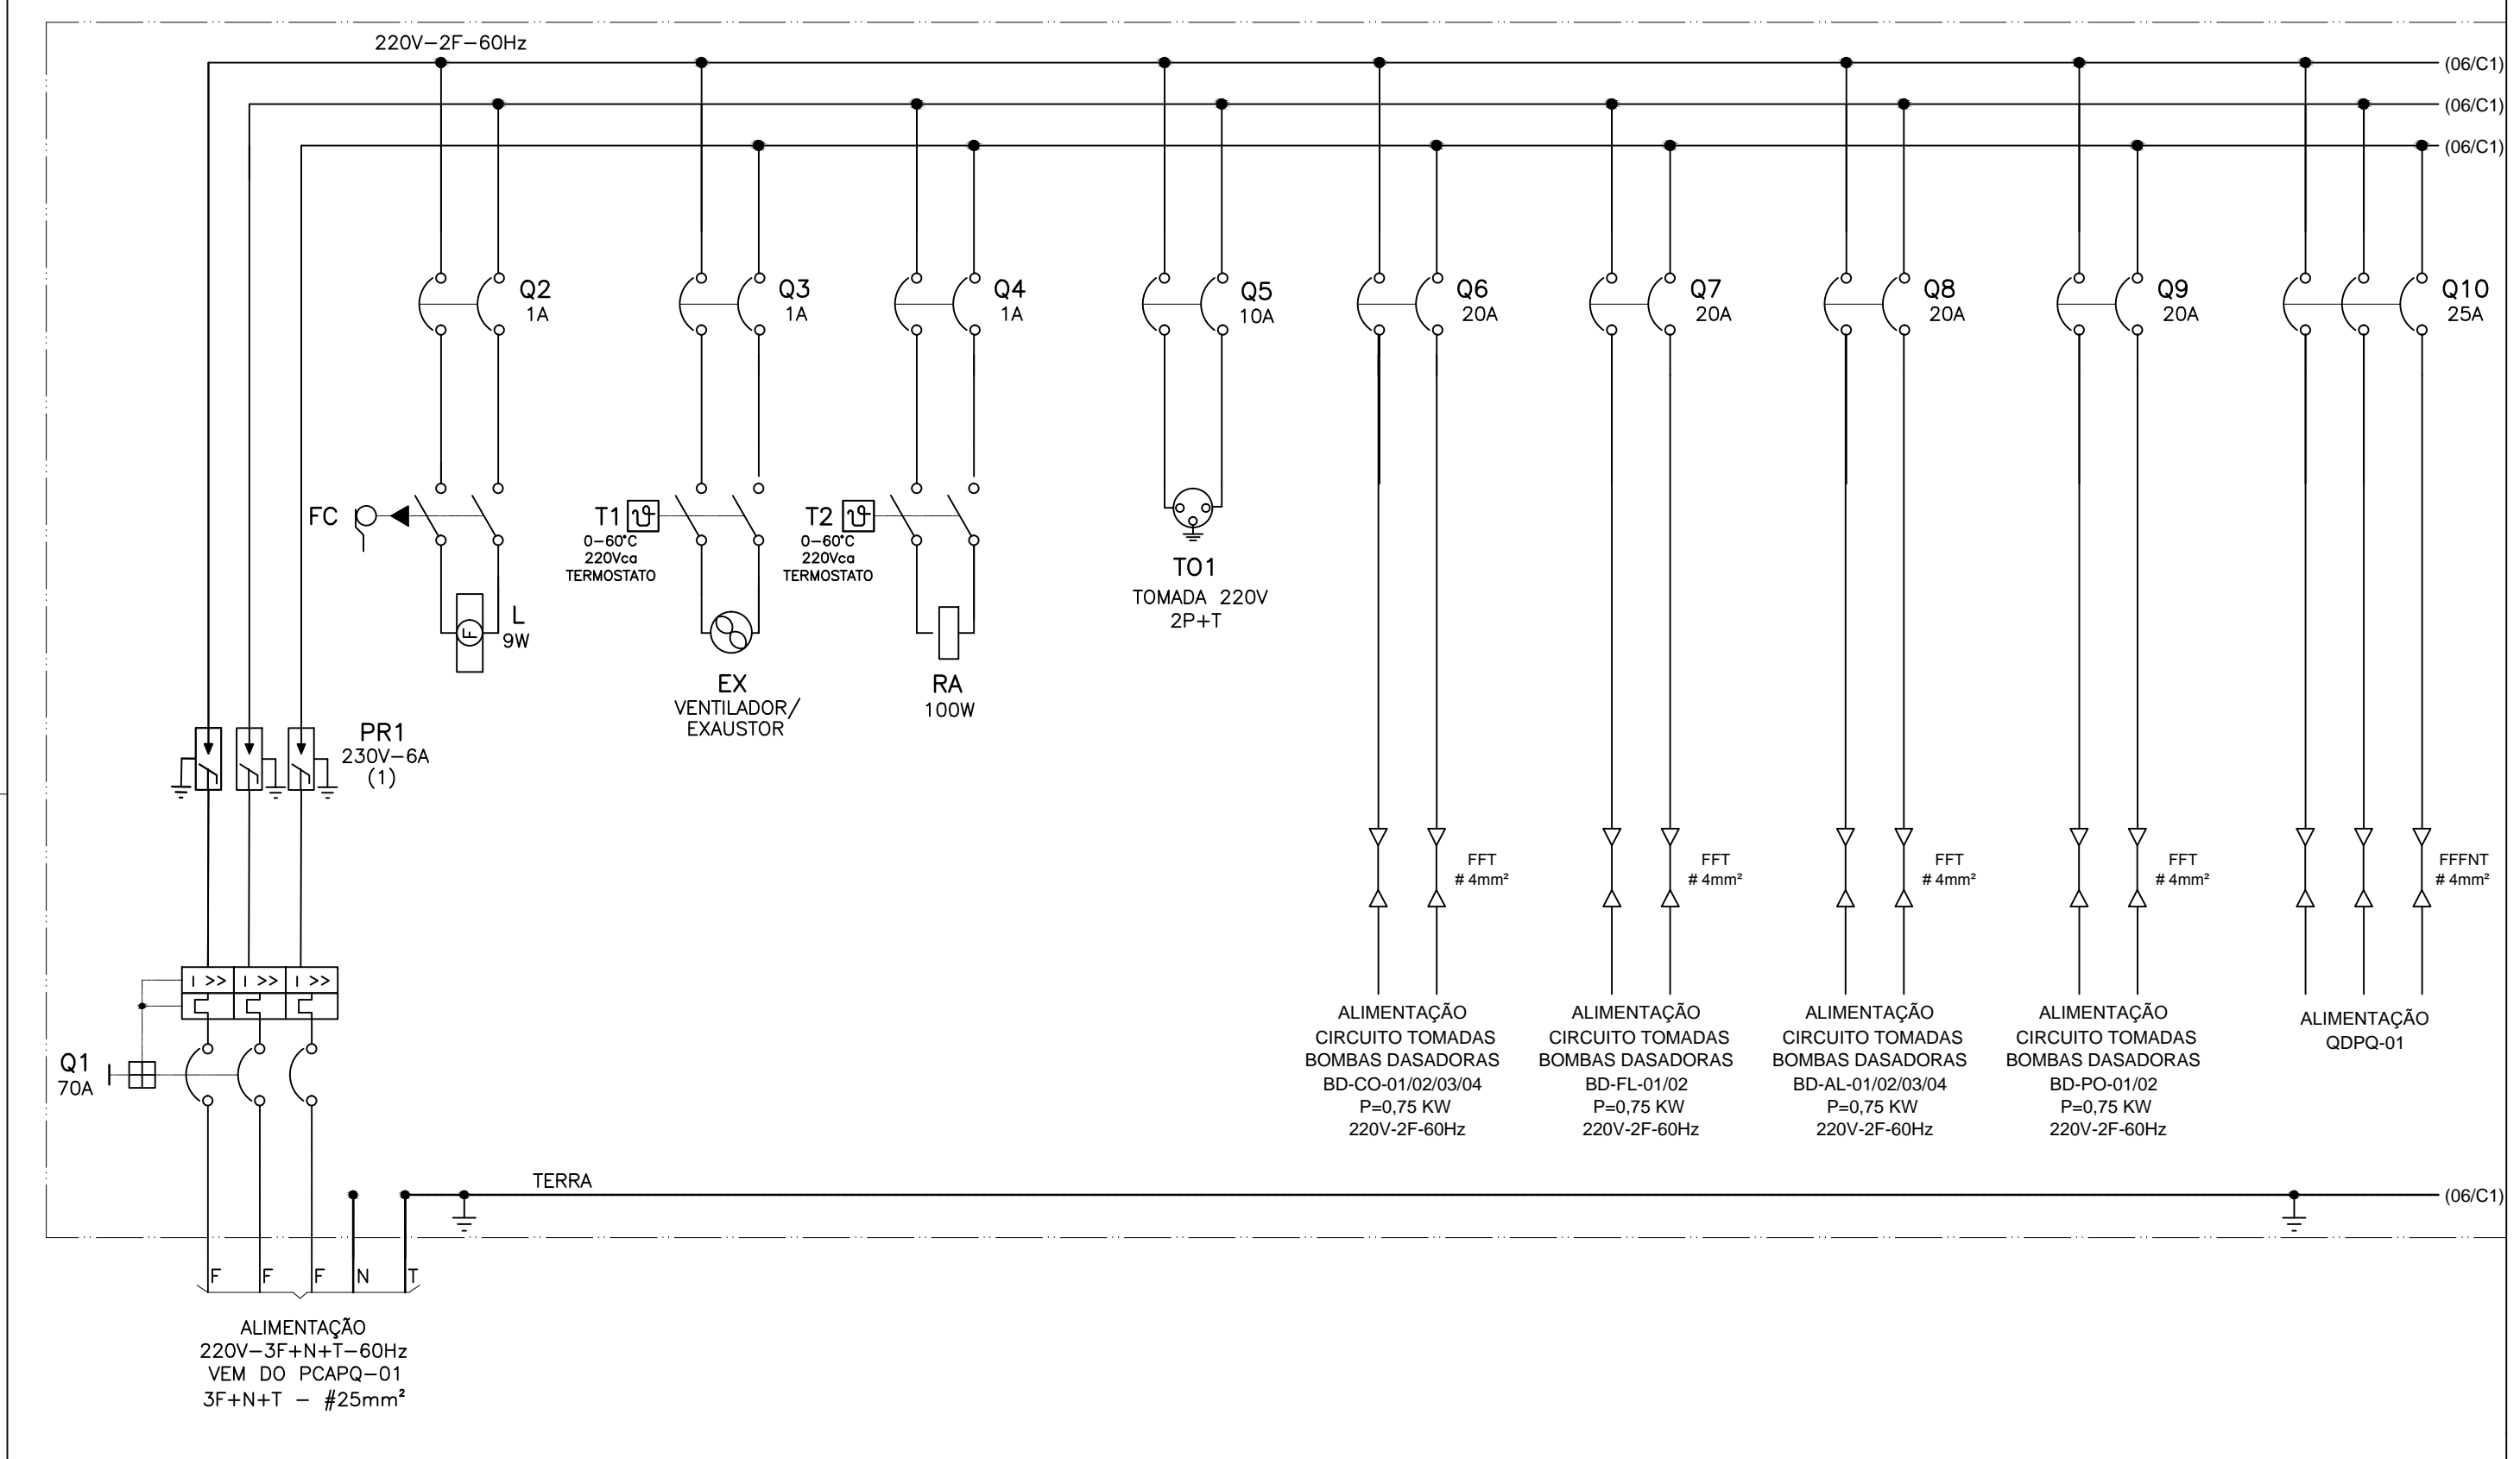 220V-2F-60Hz
(06/C1)
(06/C1)
(06/C1)
Q2
1A
Q3
1A
Q4
1A
Q5
10A
Q6
20A
Q7
20A
Q8
20A
Q9
20A
Q10
25A
FC
T1
0-60°C
220Vca
TERMOSTATO
T2
0-60°C
220Vca
TERMOSTATO
TO1
TOMADA 220V
2P+T
F
L
9W
EX
VENTILADOR/
EXAUSTOR
RA
100W
PR1
230V-6A
(1)
FFT
# 4mm²
FFT
# 4mm²
FFT
# 4mm²
FFT
# 4mm²
FFFNT
# 4mm²
I >> I >> I >>
Q1
70A
ALIMENTAÇÃO
CIRCUITO TOMADAS
BOMBAS DASADORAS
BD-CO-01/02/03/04
P=0,75 KW
220V-2F-60Hz
ALIMENTAÇÃO
CIRCUITO TOMADAS
BOMBAS DASADORAS
BD-FL-01/02
P=0,75 KW
220V-2F-60Hz
ALIMENTAÇÃO
CIRCUITO TOMADAS
BOMBAS DASADORAS
BD-AL-01/02/03/04
P=0,75 KW
220V-2F-60Hz
ALIMENTAÇÃO
CIRCUITO TOMADAS
BOMBAS DASADORAS
BD-PO-01/02
P=0,75 KW
220V-2F-60Hz
ALIMENTAÇÃO
QDPQ-01
TERRA
(06/C1)
F F F N T
ALIMENTAÇÃO
220V-3F+N+T-60Hz
VEM DO PCAPQ-01
3F+N+T - #25mm²